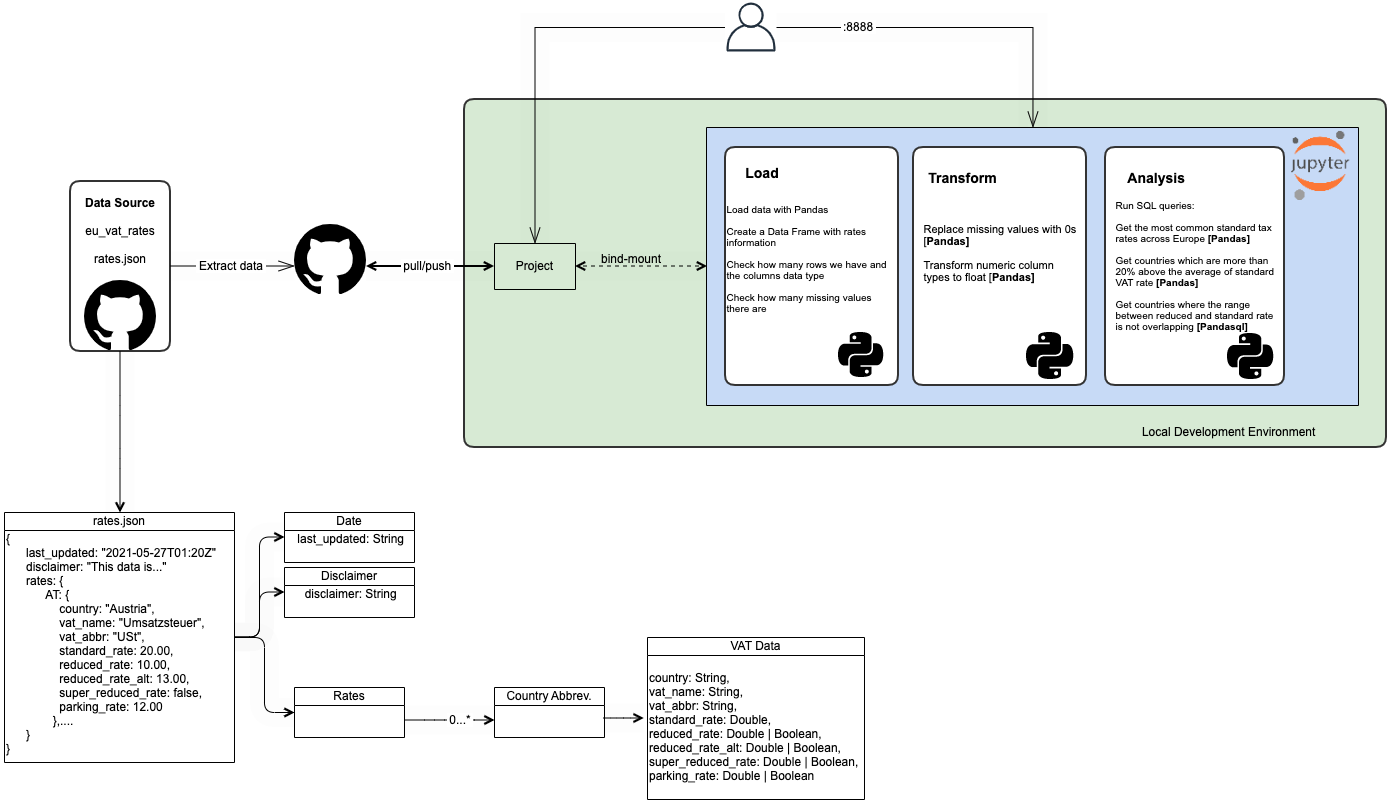 :8888
Data Source
eu_vat_rates
rates.json
Extract data
pull/push
Project
bind-mount
Load
Load data with Pandas
Create a Data Frame with rates
information
Check how many rows we have and
the columns data type
Check how many missing values
there are
Transform
Replace missing values with 0s
[Pandas]
Transform numeric column
types to float [Pandas]
Analysis
Run SQL queries:
Get the most common standard tax
rates across Europe [Pandas]
Get countries which are more than
20% above the average of standard
VAT rate [Pandas]
Get countries where the range
between reduced and standard rate
is not overlapping [Pandasql]
jupyter
Local Development Environment
rates.json
{
last_updated: "2021-05-27T01:20Z"
disclaimer: "This data is..."
rates: {
AT: {
country: "Austria",
vat_name: "Umsatzsteuer",
vat_abbr: "USt",
standard_rate: 20.00,
reduced_rate: 10.00,
reduced_rate_alt: 13.00,
super_reduced_rate: false,
parking_rate: 12.00
},....
}
}
Date
last_updated: String
Disclaimer
disclaimer: String
Rates
0...*
Country Abbrev.
VAT Data
country: String,
vat_name: String,
vat_abbr: String,
standard_rate: Double,
reduced_rate: Double | Boolean,
reduced_rate_alt: Double | Boolean,
super_reduced_rate: Double | Boolean,
parking_rate: Double | Boolean